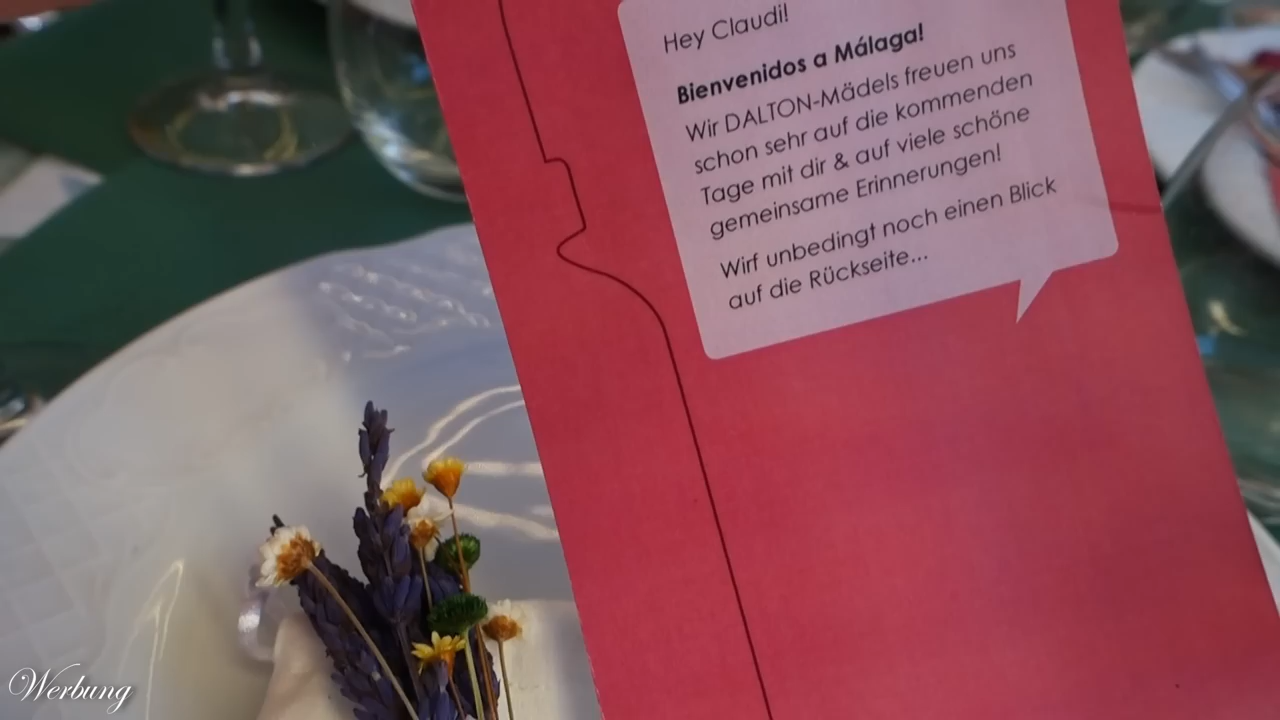 Hey Claudi!
Bienvenidos a Málaga!
Wir DALTON-Mädels freuen uns
schon sehr auf die kommenden
Tage mit dir & auf viele schöne
gemeinsame Erinnerungen!
Wirf unbedingt noch einen Blick
auf die Rückseite...
Werbung